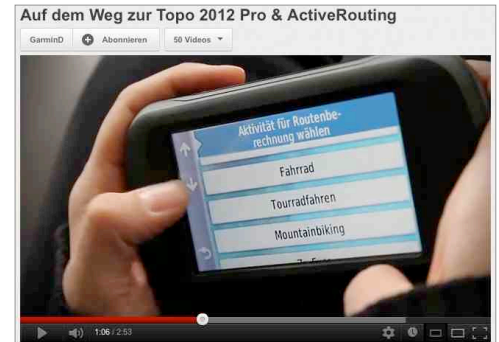 Auf dem Weg zur Topo 2012 Pro & ActiveRouting
GarminD Abonnieren 50 Videos
Aktivität für Routenbe-
rechnung wählen
Fahrrad
Tourradfahren
Mountainbiking
1:06 / 2:53